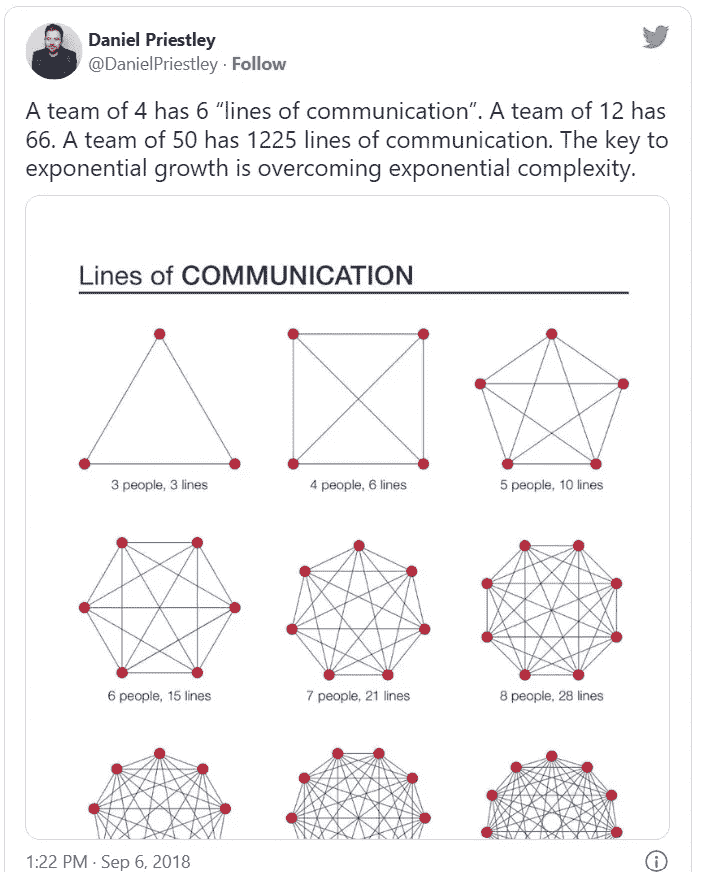 Daniel Priestley
@DanielPriestley · Follow
A team of 4 has 6 “lines of communication”. A team of 12 has
66. A team of 50 has 1225 lines of communication. The key to
exponential growth is overcoming exponential complexity.
Lines of COMMUNICATION
3 people, 3 lines
4 people, 6 lines
5 people, 10 lines
6 people, 15 lines
7 people, 21 lines
8 people, 28 lines
1:22 PM · Sep 6, 2018